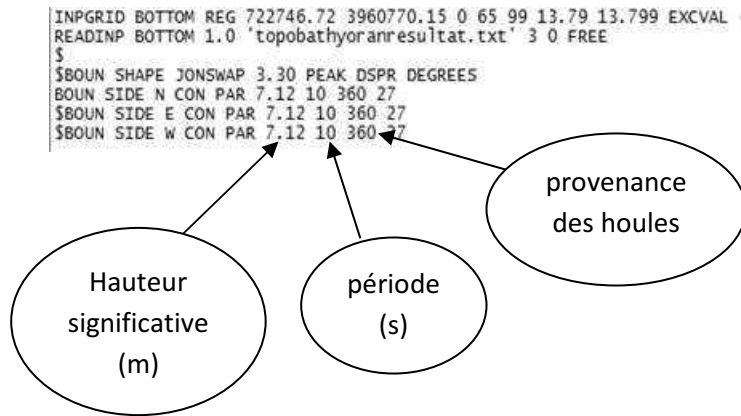 INPGRID BOTTOM REG 722746.72 3960770.15 0 65 99 13.79 13.799 EXCVAL
READINP BOTTOM 1.0 'topobathyoranresultat.txt' 3 0 FREE
$
$BOUN SHAPE JONSWAP 3.30 PEAK DSPR DEGREES
BOUN SIDE N CON PAR 7.12 10 360 27
$BOUN SIDE E CON PAR 7.12 10 360 27
$BOUN SIDE W CON PAR 7.12 10 360 27
provenance
des houles
Hauteur
significative
(m)
période
(s)